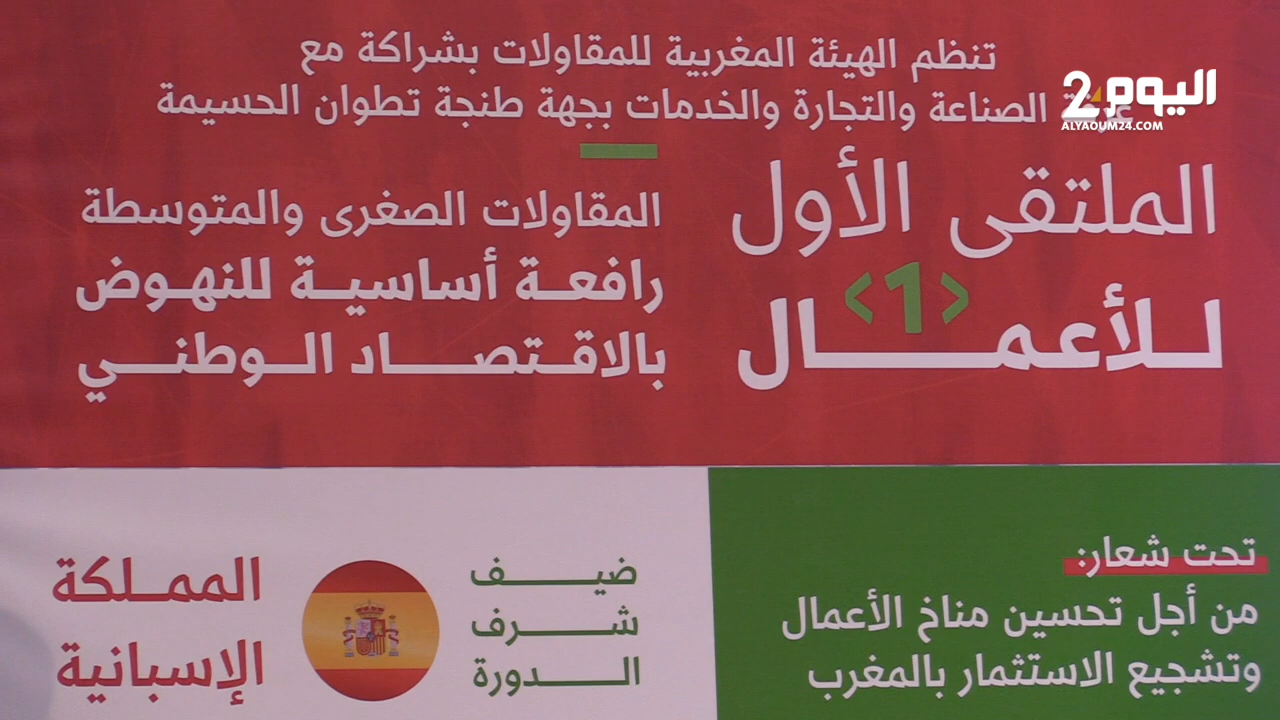 تنظم الهيئة المغربية للمقاولات بشراكة مع
الصناعة والتجارة والخدمات بجهة طنجة تطوان الحسيمة
اليوم 24
ALYAOUM24.COM
الملتقى الأول
للأعمـــال
<1>
المقاولات الصغرى والمتوسطة
رافعة أساسية للنهوض
بالاقتصاد الوطني
تحت شعار:
من أجل تحسين مناخ الأعمال
وتشجيع الاستثمار بالمغرب
ضيف
شرف
الدورة
المملكة
الإسبانية